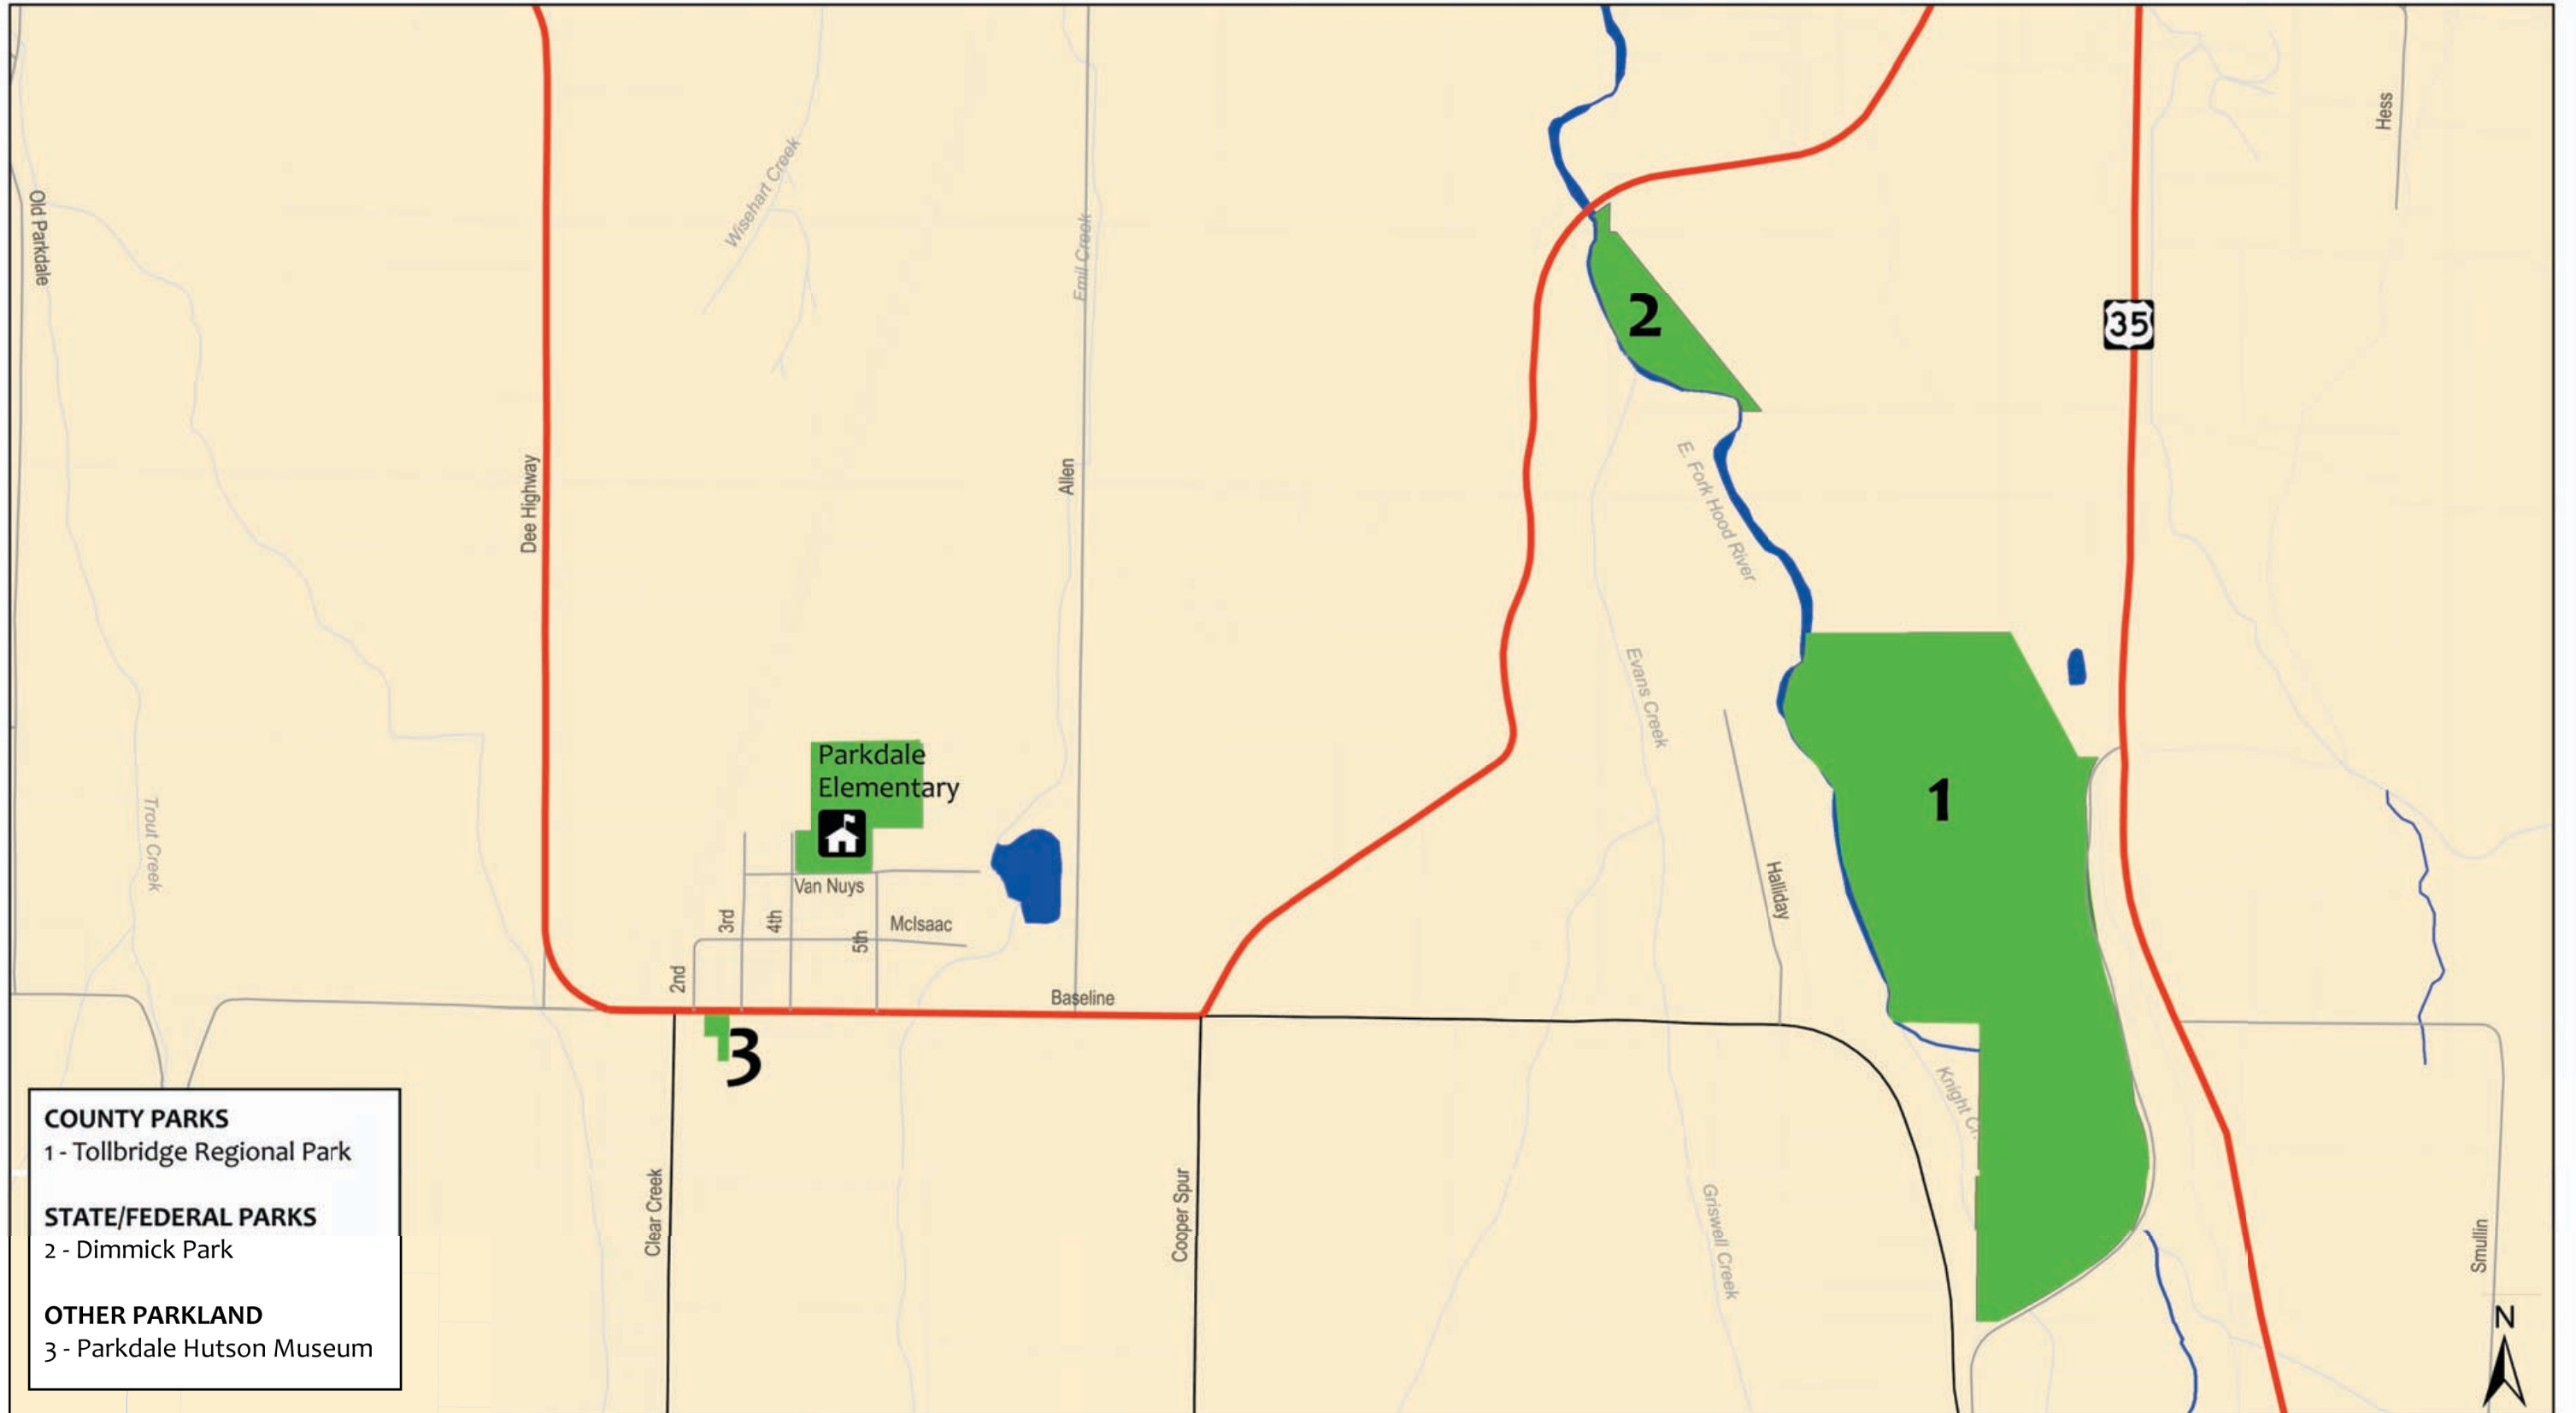 Hess
Old Parkdale
Wisehart Creek
Emil Creek
2
35
Dee Highway
Allen
E. Fork Hood River
Evans Creek
Parkdale
Elementary
1
Trout Creek
Van Nuys
Halliday
3rd
4th
5th
McIsaac
2nd
Baseline
3
Knight Cr.
Clear Creek
Cooper Spur
Griswell Creek
Smullin
N
COUNTY PARKS
1 - Tollbridge Regional Park
STATE/FEDERAL PARKS
2 - Dimmick Park
OTHER PARKLAND
3 - Parkdale Hutson Museum